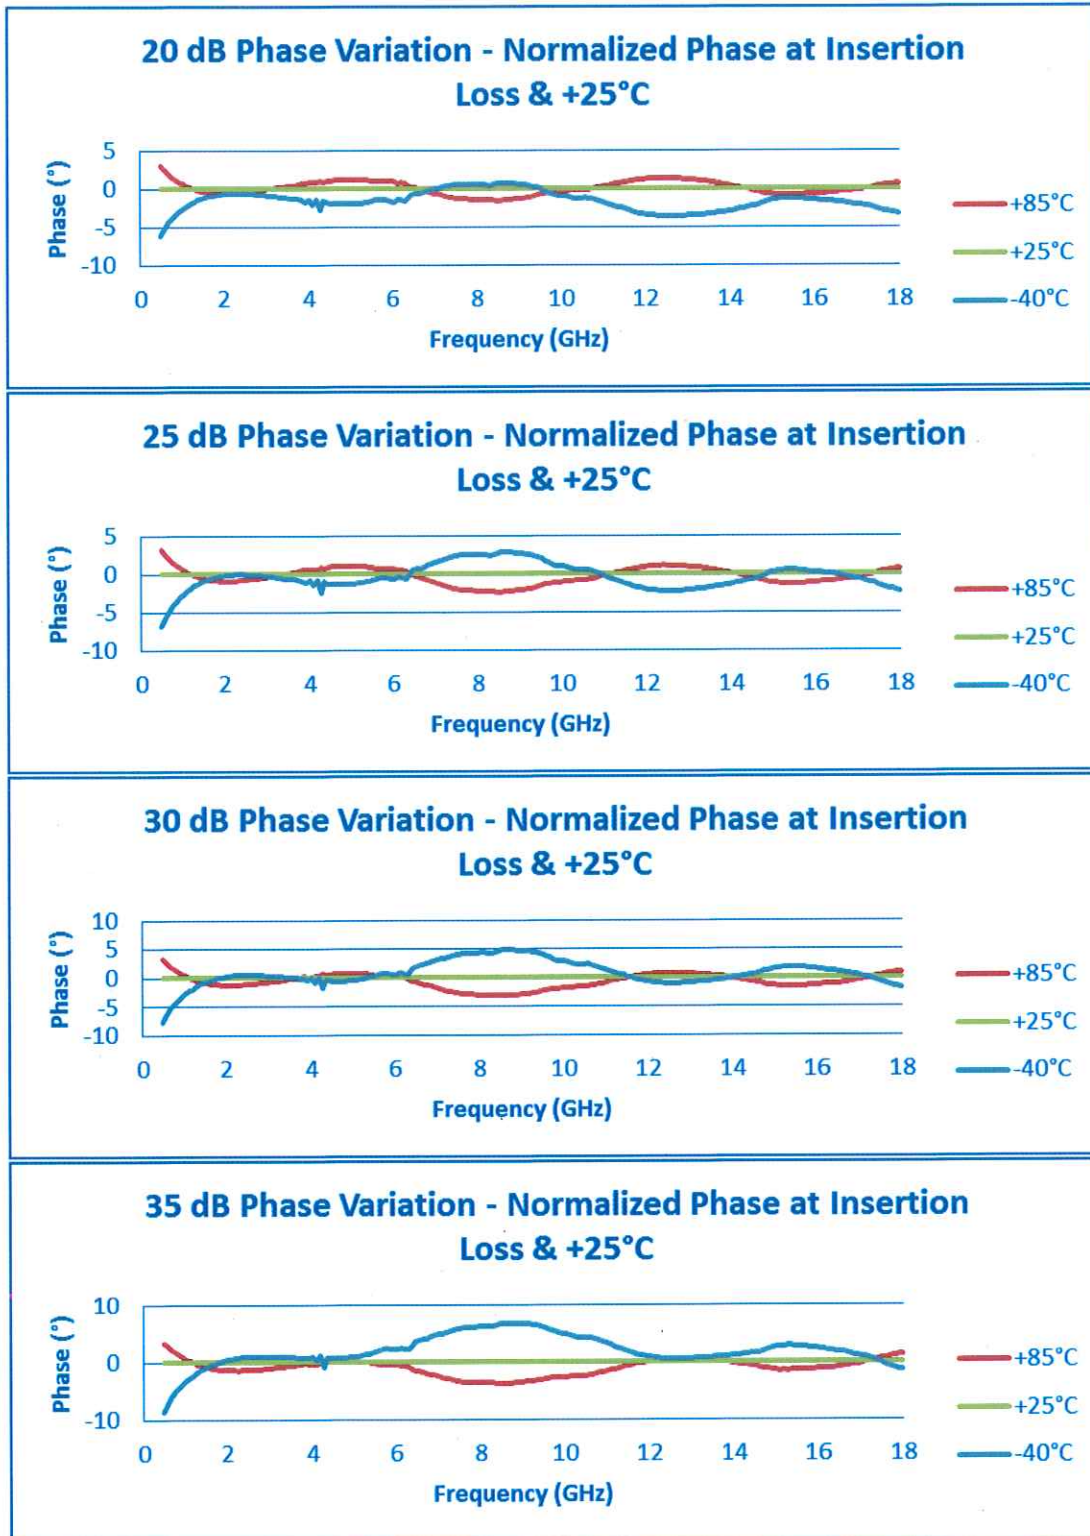 20 dB Phase Variation - Normalized Phase at Insertion
Loss & +25°C
5
0
-5
-10
Phase (°)
0 2 4 6 8 10 12 14 16 18
Frequency (GHz)
+85°C
+25°C
-40°C
25 dB Phase Variation - Normalized Phase at Insertion
Loss & +25°C
5
0
-5
-10
Phase (°)
0 2 4 6 8 10 12 14 16 18
Frequency (GHz)
+85°C
+25°C
-40°C
30 dB Phase Variation - Normalized Phase at Insertion
Loss & +25°C
10
5
0
-5
-10
Phase (°)
0 2 4 6 8 10 12 14 16 18
Frequency (GHz)
+85°C
+25°C
-40°C
35 dB Phase Variation - Normalized Phase at Insertion
Loss & +25°C
10
0
-10
Phase (°)
0 2 4 6 8 10 12 14 16 18
Frequency (GHz)
+85°C
+25°C
-40°C